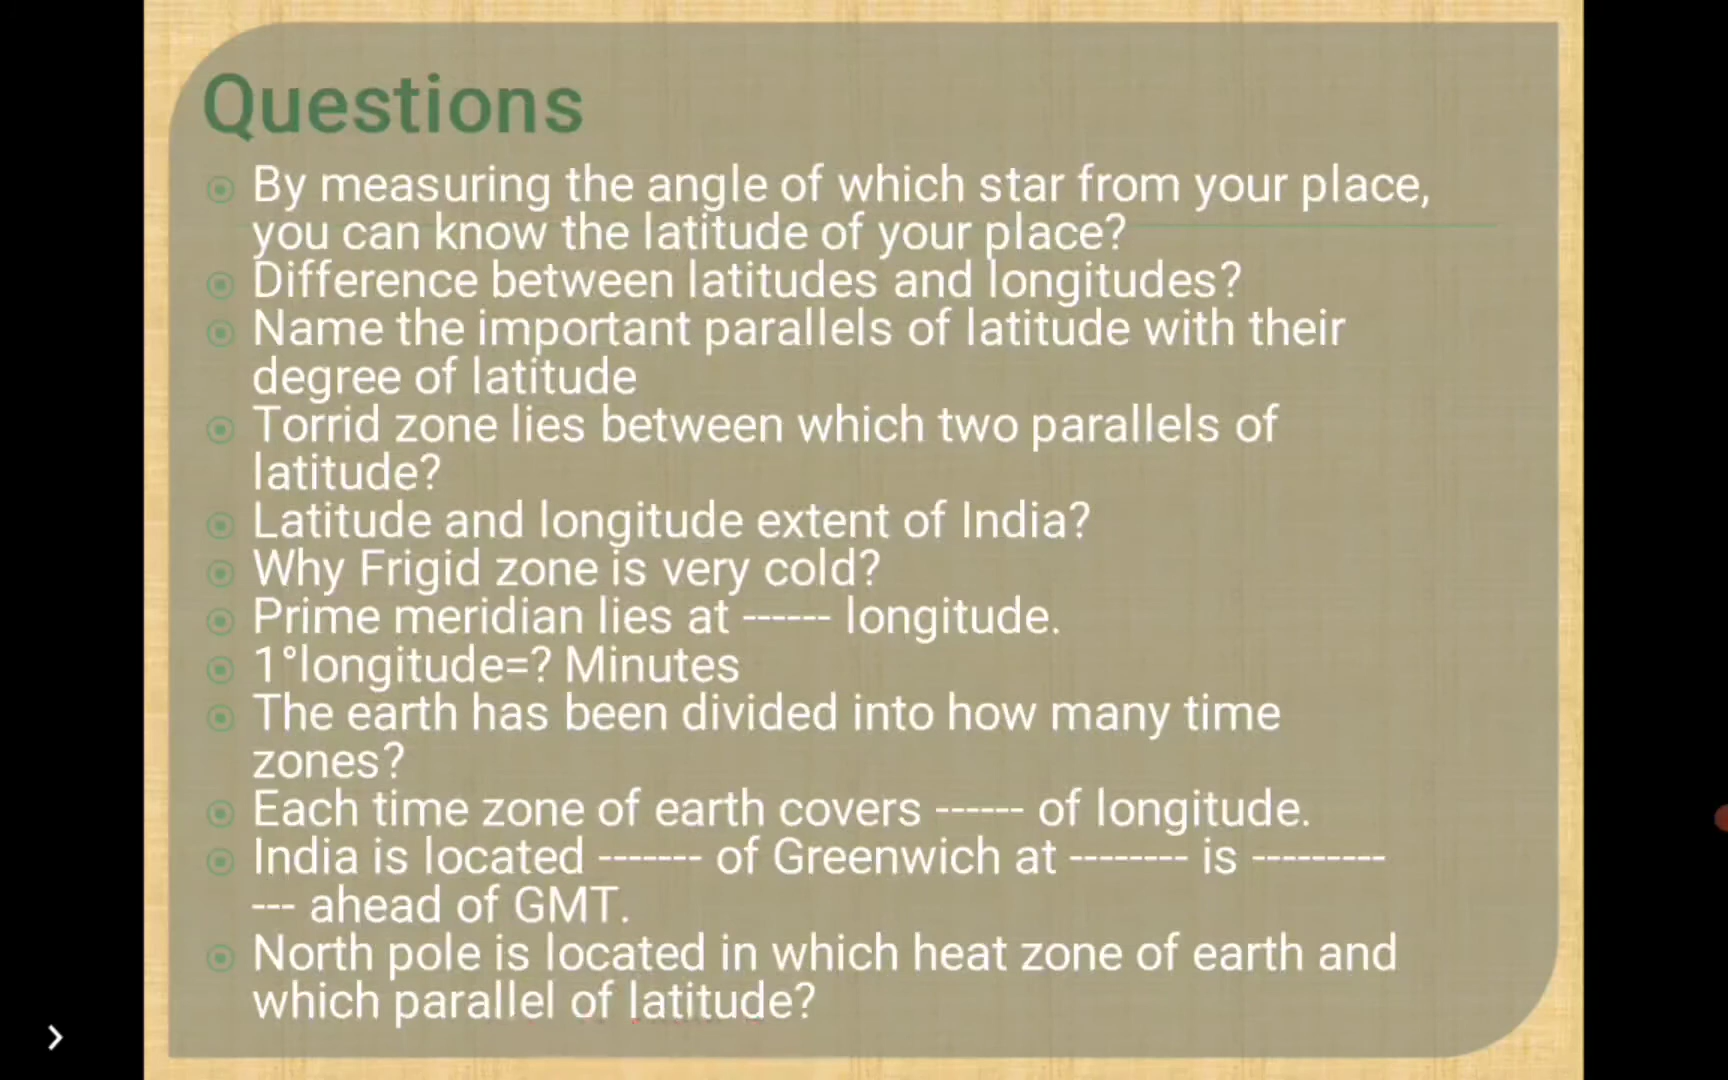 Questions
By measuring the angle of which star from your place,
you can know the latitude of your place?
Difference between latitudes and longitudes?
Name the important parallels of latitude with their
degree of latitude
Torrid zone lies between which two parallels of
latitude?
Latitude and longitude extent of India?
Why Frigid zone is very cold?
Prime meridian lies at ------ longitude.
1°longitude=? Minutes
The earth has been divided into how many time
zones?
Each time zone of earth covers ------ of longitude.
India is located ------- of Greenwich at -------- is ---------
--- ahead of GMT.
North pole is located in which heat zone of earth and
which parallel of latitude?